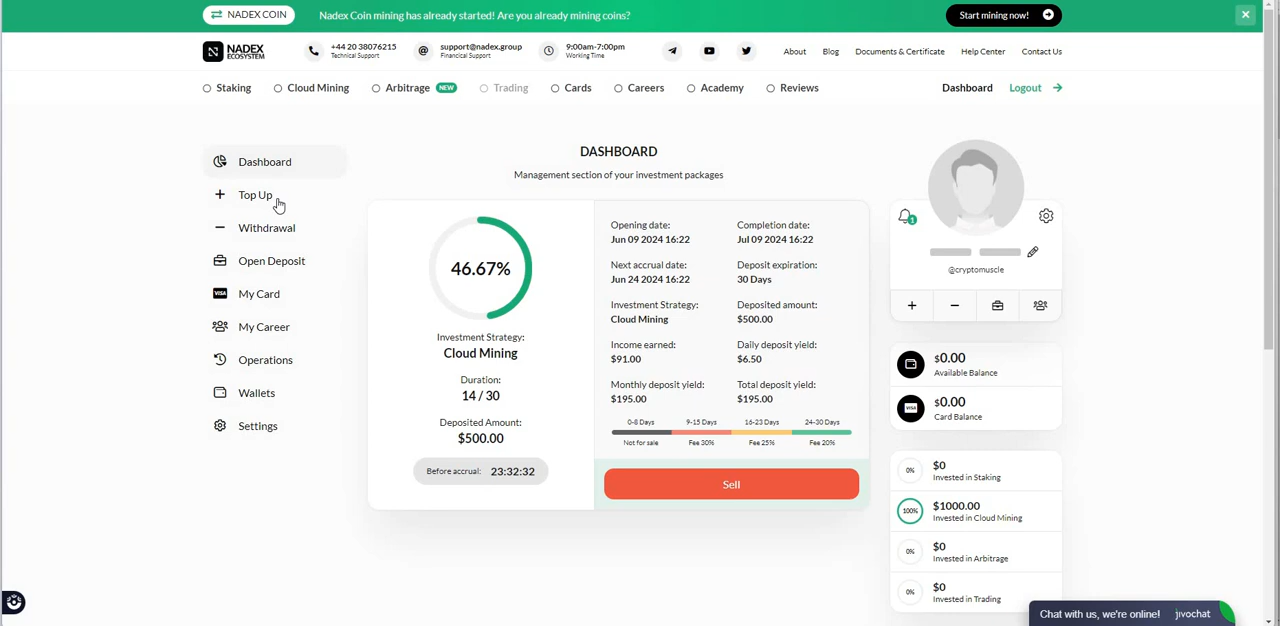 NADEX COIN Nadex Coin mining has already started! Are you already mining coins? Start mining now!
NADEX ECOSYSTEM
+44 20 38076215
Technical Support
support@nadex.group
Financical Support
9:00am-7:00pm
Working Time
About Blog Documents & Certificate Help Center Contact Us
Staking Cloud Mining Arbitrage NEW Trading Cards Careers Academy Reviews Dashboard Logout
Dashboard
Top Up
Withdrawal
Open Deposit
VISA My Card
My Career
Operations
Wallets
Settings
DASHBOARD
Management section of your investment packages
46.67%
Investment Strategy:
Cloud Mining
Duration:
14 / 30
Deposited Amount:
$500.00
Before accrual: 23:32:32
Opening date: Completion date:
Jun 09 2024 16:22 Jul 09 2024 16:22
Next accrual date: Deposit expiration:
Jun 24 2024 16:22 30 Days
Investment Strategy: Deposited amount:
Cloud Mining $500.00
Income earned: Daily deposit yield:
$91.00 $6.50
Monthly deposit yield: Total deposit yield:
$195.00 $195.00
0-8 Days 9-15 Days 16-23 Days 24-30 Days
Not for sale Fee 30% Fee 25% Fee 20%
Sell
1
@cryptomuscle
+ −
$0.00
Available Balance
VISA $0.00
Card Balance
0% $0
Invested in Staking
100% $1000.00
Invested in Cloud Mining
0% $0
Invested in Arbitrage
0% $0
Invested in Trading
Chat with us, we're online! jivochat